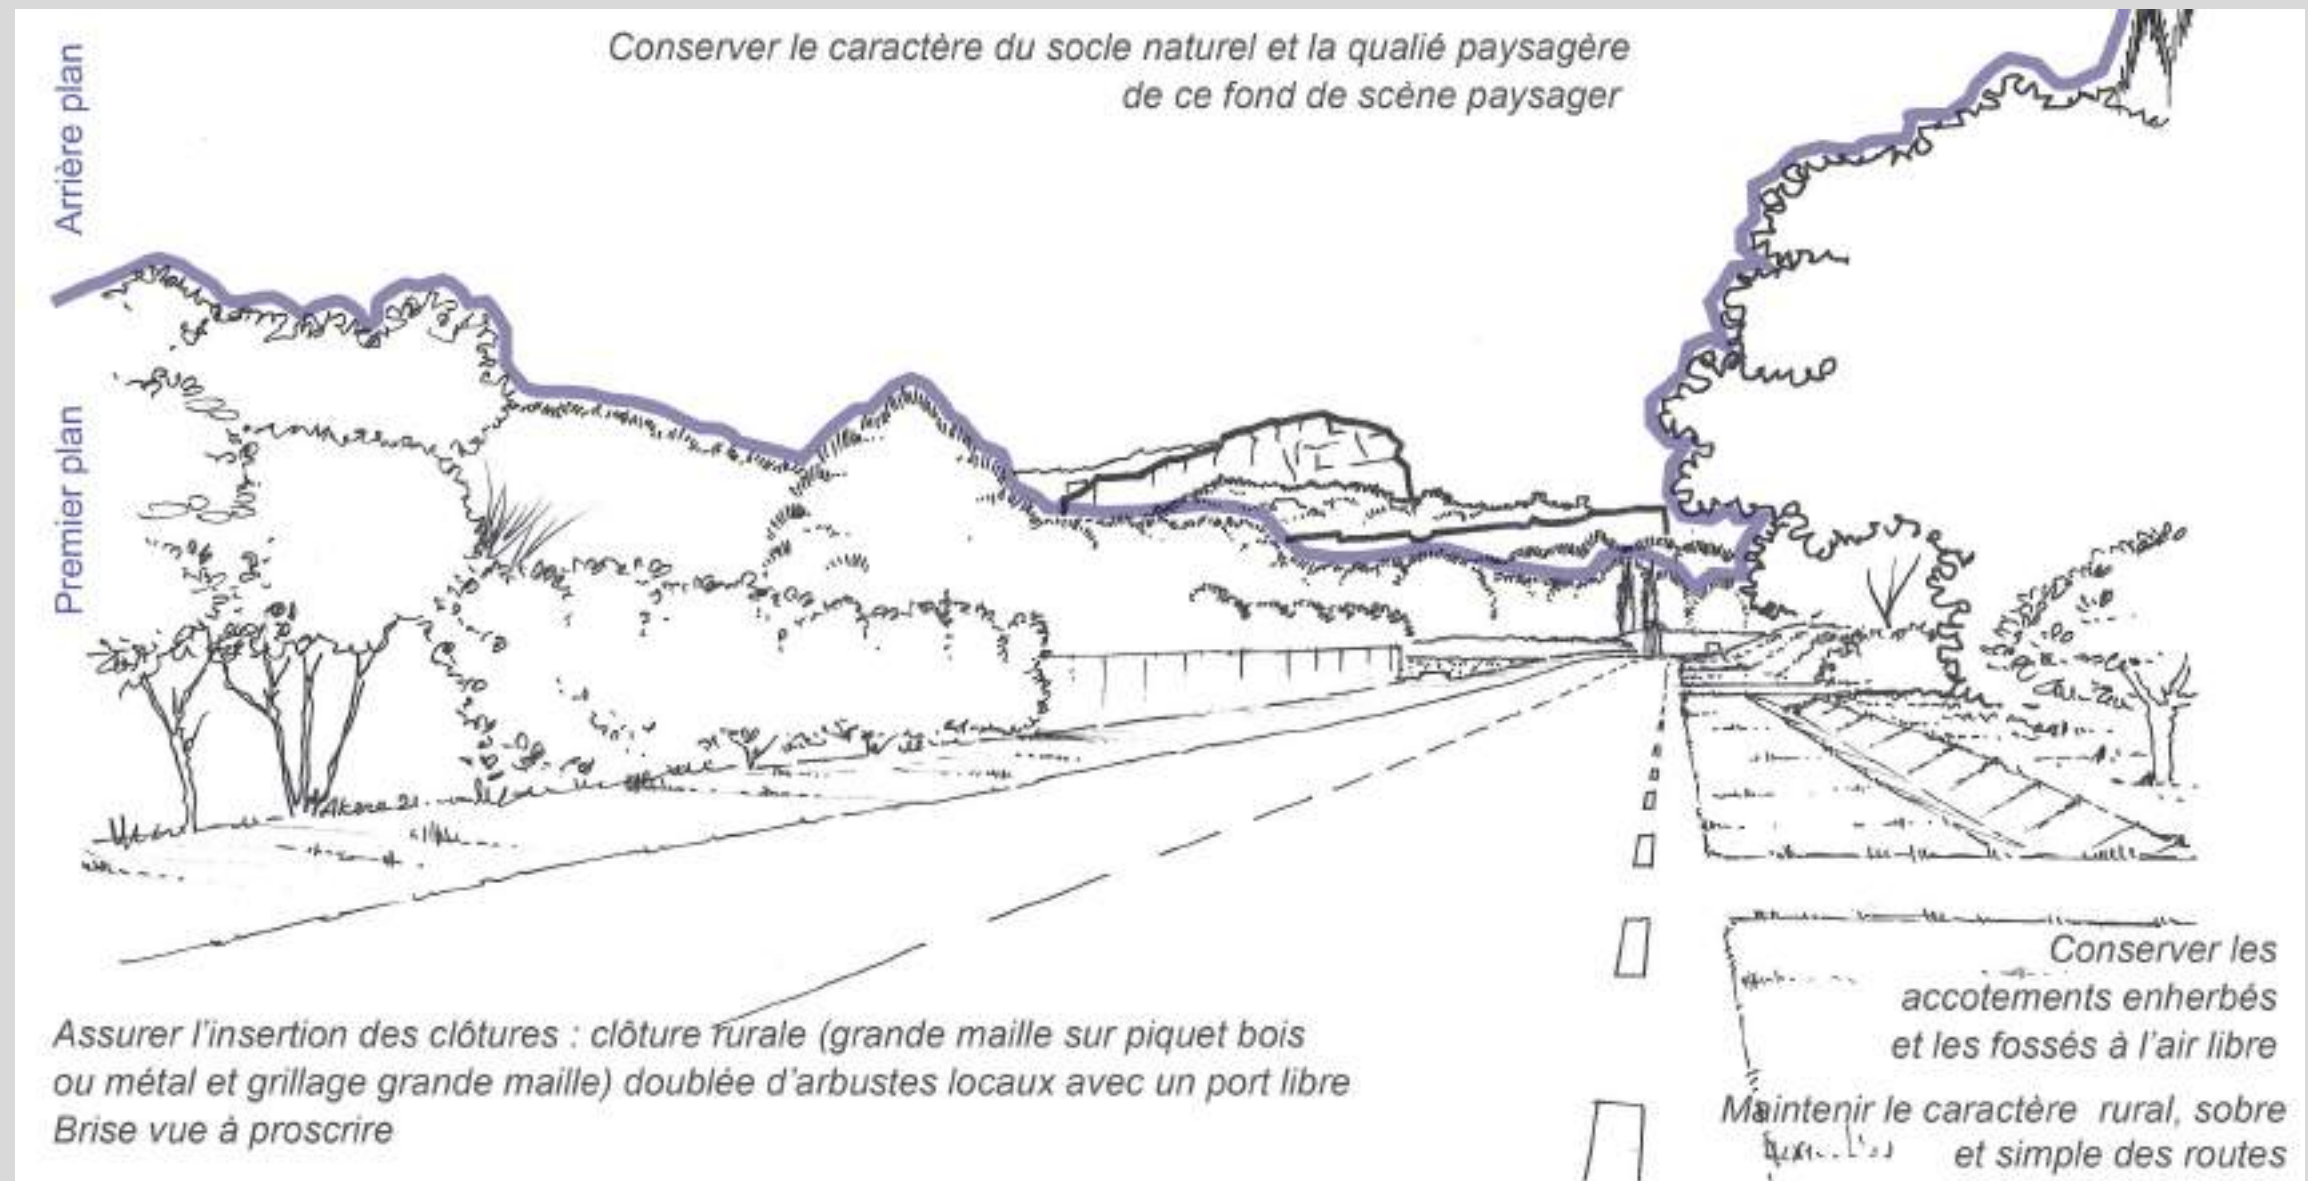 Conserver le caractère du socle naturel et la qualié paysagère
de ce fond de scène paysager
Arrière plan
Premier plan
Conserver les
accotements enherbés
et les fossés à l'air libre
Assurer l'insertion des clôtures : clôture rurale (grande maille sur piquet bois
ou métal et grillage grande maille) doublée d'arbustes locaux avec un port libre
Brise vue à proscrire
Maintenir le caractère rural, sobre
et simple des routes